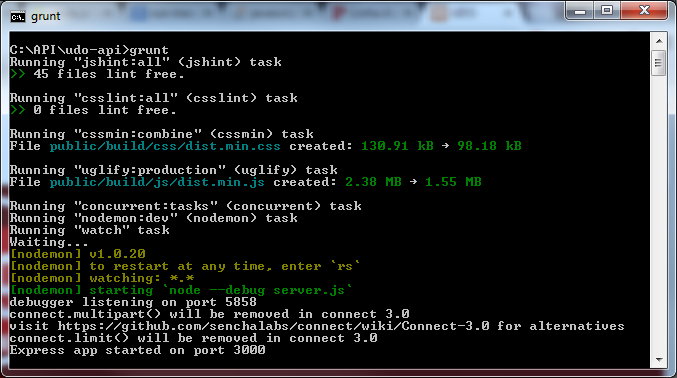 grunt
C:\API\udo-api>grunt
Running "jshint:all" (jshint) task
>> 45 files lint free.
Running "csslint:all" (csslint) task
>> 0 files lint free.
Running "cssmin:combine" (cssmin) task
File public/build/css/dist.min.css created: 130.91 kB → 98.18 kB
Running "uglify:production" (uglify) task
File public/build/js/dist.min.js created: 2.38 MB → 1.55 MB
Running "concurrent:tasks" (concurrent) task
Running "nodemon:dev" (nodemon) task
Running "watch" task
Waiting...
[nodemon] v1.0.20
[nodemon] to restart at any time, enter `rs`
[nodemon] watching: *.*
[nodemon] starting `node --debug server.js`
debugger listening on port 5858
connect.multipart() will be removed in connect 3.0
visit https://github.com/senchalabs/connect/wiki/Connect-3.0 for alternatives
connect.limit() will be removed in connect 3.0
Express app started on port 3000